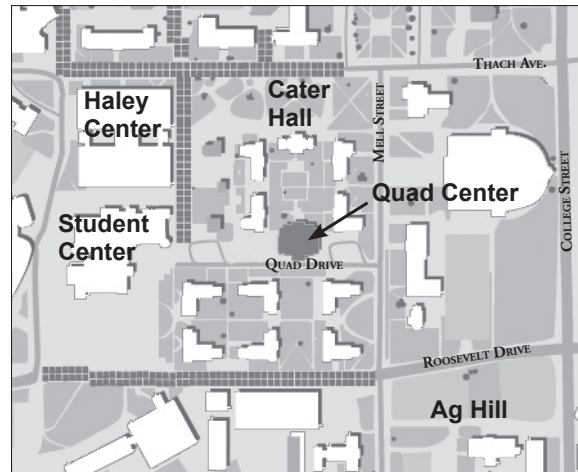 THACH AVE.
Haley
Center
Cater
Hall
MELL STREET
COLLEGE STREET
Quad Center
Student
Center
QUAD DRIVE
ROOSEVELT DRIVE
Ag Hill